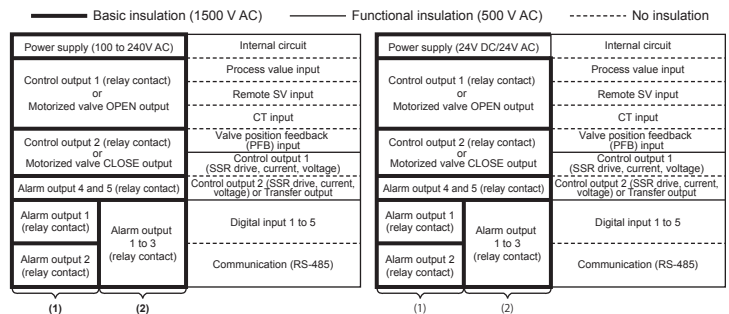 Basic insulation (1500 V AC)
Functional insulation (500 V AC)
No insulation
Power supply (100 to 240V AC)
Internal circuit
Control output 1 (relay contact)
or
Motorized valve OPEN output
Process value input
Remote SV input
CT input
Control output 2 (relay contact)
or
Motorized valve CLOSE output
Valve position feedback
(PFB) input
Control output 1
(SSR drive, current, voltage)
Alarm output 4 and 5 (relay contact)
Control output 2 (SSR drive, current,
voltage) or Transfer output
Alarm output 1
(relay contact)
Alarm output 2
(relay contact)
Alarm output
1 to 3
(relay contact)
Digital input 1 to 5
Communication (RS-485)
(1)
(2)
Power supply (24V DC/24V AC)
Internal circuit
Control output 1 (relay contact)
or
Motorized valve OPEN output
Process value input
Remote SV input
CT input
Control output 2 (relay contact)
or
Motorized valve CLOSE output
Valve position feedback
(PFB) input
Control output 1
(SSR drive, current, voltage)
Alarm output 4 and 5 (relay contact)
Control output 2 (SSR drive, current,
voltage) or Transfer output
Alarm output 1
(relay contact)
Alarm output 2
(relay contact)
Alarm output
1 to 3
(relay contact)
Digital input 1 to 5
Communication (RS-485)
(1)
(2)